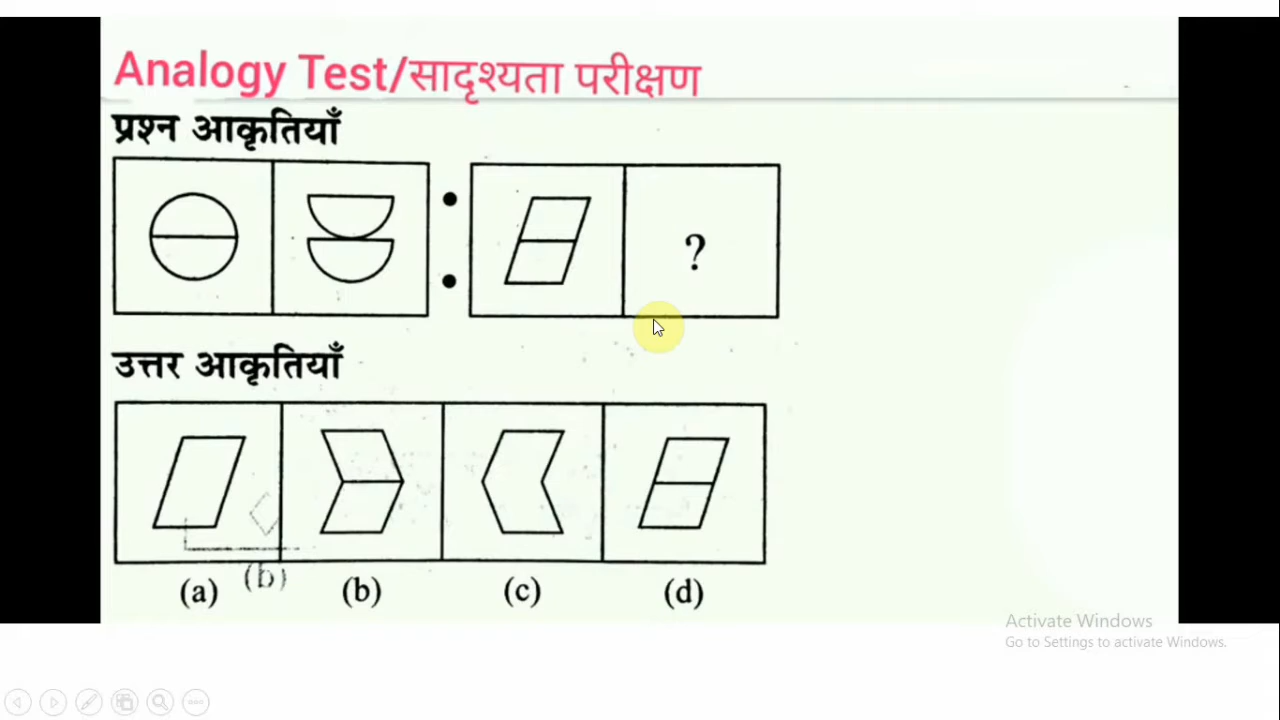 Analogy Test/सादृश्यता परीक्षण
प्रश्न आकृतियाँ
?
उत्तर आकृतियाँ
(a) (b) (b) (c) (d)
Activate Windows
Go to Settings to activate Windows.